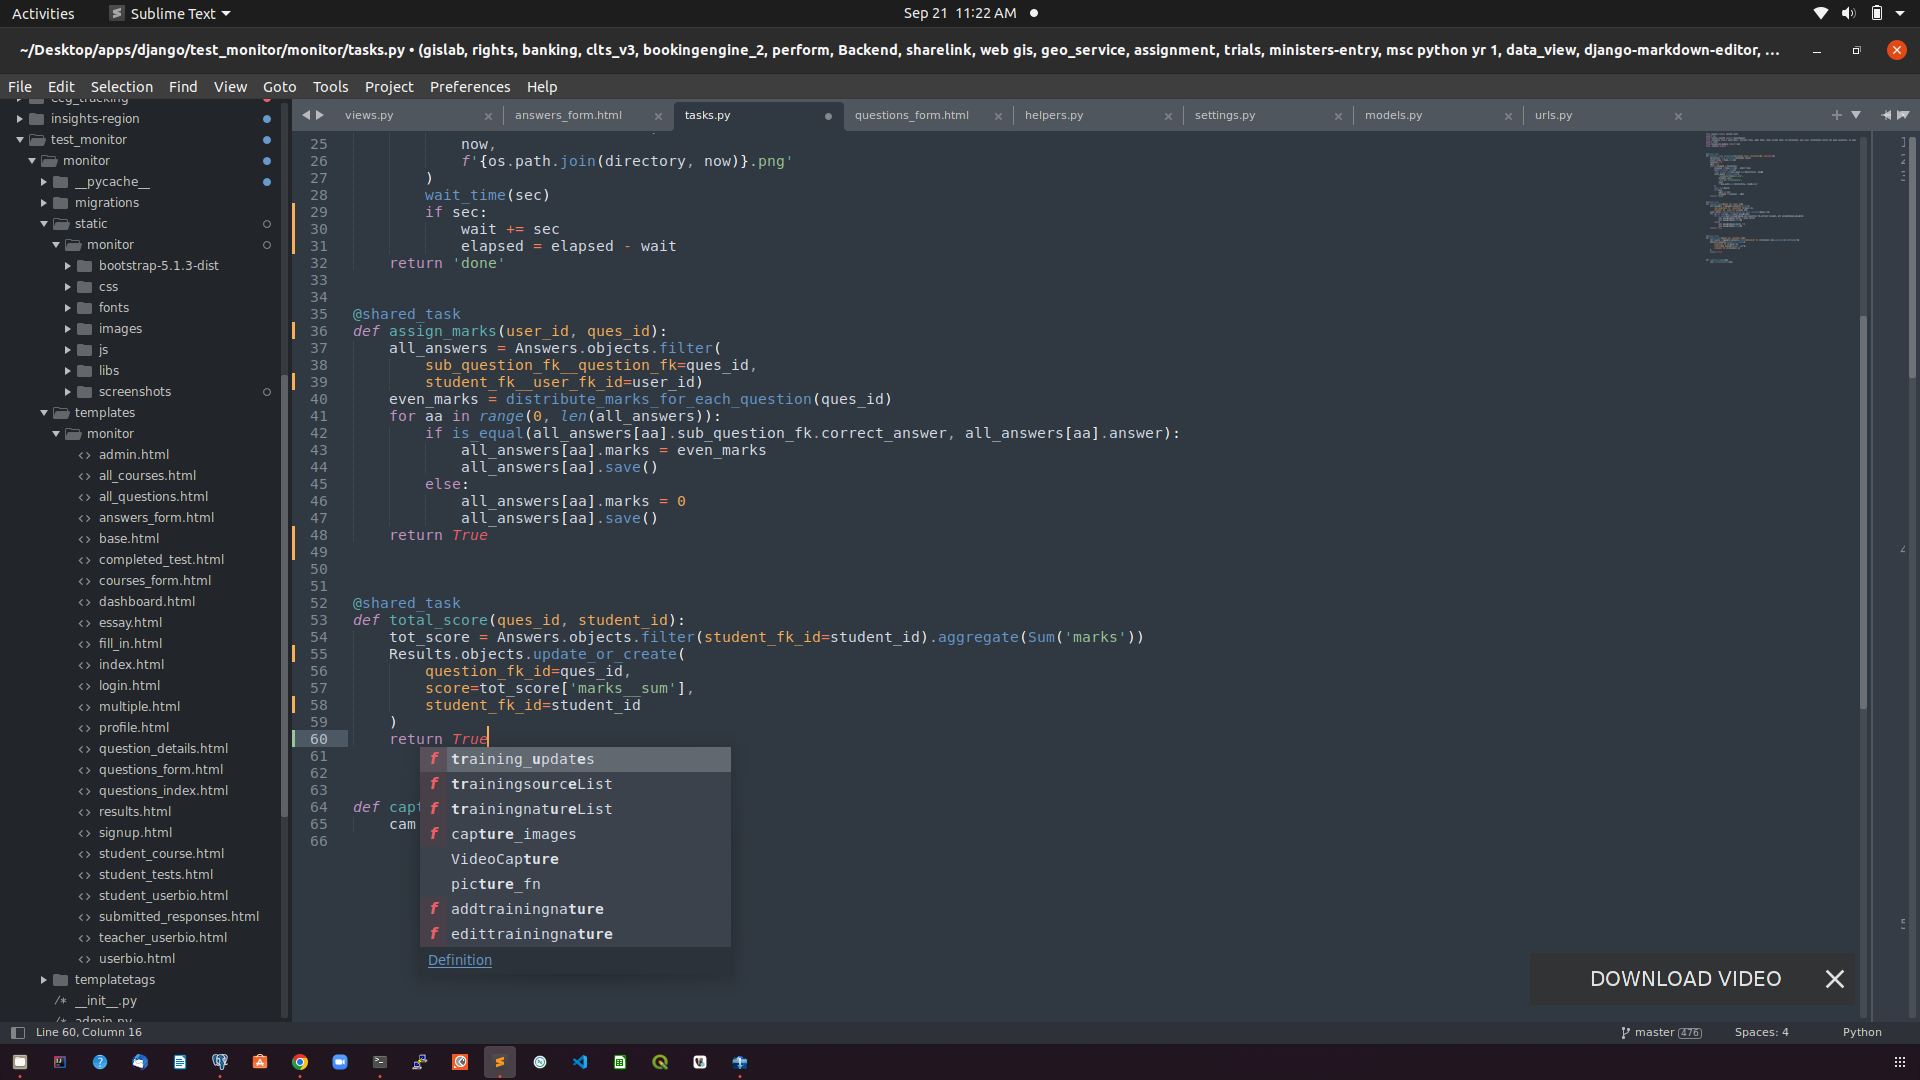 Activities
Sublime Text
Sep 21 11:22 AM
~/Desktop/apps/django/test_monitor/monitor/tasks.py • (gislab, rights, banking, clts_v3, bookingengine_2, perform, Backend, sharelink, web gis, geo_service, assignment, trials, ministers-entry, msc python yr 1, data_view, django-markdown-editor, ...
File Edit Selection Find View Goto Tools Project Preferences Help
insights-region
test_monitor
monitor
__pycache__
migrations
static
monitor
bootstrap-5.1.3-dist
css
fonts
images
js
libs
screenshots
templates
monitor
<> admin.html
<> all_courses.html
<> all_questions.html
<> answers_form.html
<> base.html
<> completed_test.html
<> courses_form.html
<> dashboard.html
<> essay.html
<> fill_in.html
<> index.html
<> login.html
<> multiple.html
<> profile.html
<> question_details.html
<> questions_form.html
<> questions_index.html
<> results.html
<> signup.html
<> student_course.html
<> student_tests.html
<> student_userbio.html
<> submitted_responses.html
<> teacher_userbio.html
<> userbio.html
templatetags
/* __init__.py
/* admin.py
views.py
answers_form.html
tasks.py
questions_form.html
helpers.py
settings.py
models.py
urls.py
25 now,
26 f'{os.path.join(directory, now)}.png'
27 )
28 wait_time(sec)
29 if sec:
30 wait += sec
31 elapsed = elapsed - wait
32 return 'done'
33
34
35 @shared_task
36 def assign_marks(user_id, ques_id):
37 all_answers = Answers.objects.filter(
38 sub_question_fk__question_fk=ques_id,
39 student_fk__user_fk_id=user_id)
40 even_marks = distribute_marks_for_each_question(ques_id)
41 for aa in range(0, len(all_answers)):
42 if is_equal(all_answers[aa].sub_question_fk.correct_answer, all_answers[aa].answer):
43 all_answers[aa].marks = even_marks
44 all_answers[aa].save()
45 else:
46 all_answers[aa].marks = 0
47 all_answers[aa].save()
48 return True
49
50
51
52 @shared_task
53 def total_score(ques_id, student_id):
54 tot_score = Answers.objects.filter(student_fk_id=student_id).aggregate(Sum('marks'))
55 Results.objects.update_or_create(
56 question_fk_id=ques_id,
57 score=tot_score['marks__sum'],
58 student_fk_id=student_id
59 )
60 return True
61
62
63
64 def capt
65 cam
66
f training_updates
f trainingsourceList
f trainingnatureList
f capture_images
VideoCapture
picture_fn
f addtrainingnature
f edittrainingnature
Definition
DOWNLOAD VIDEO
Line 60, Column 16
master 476
Spaces: 4
Python